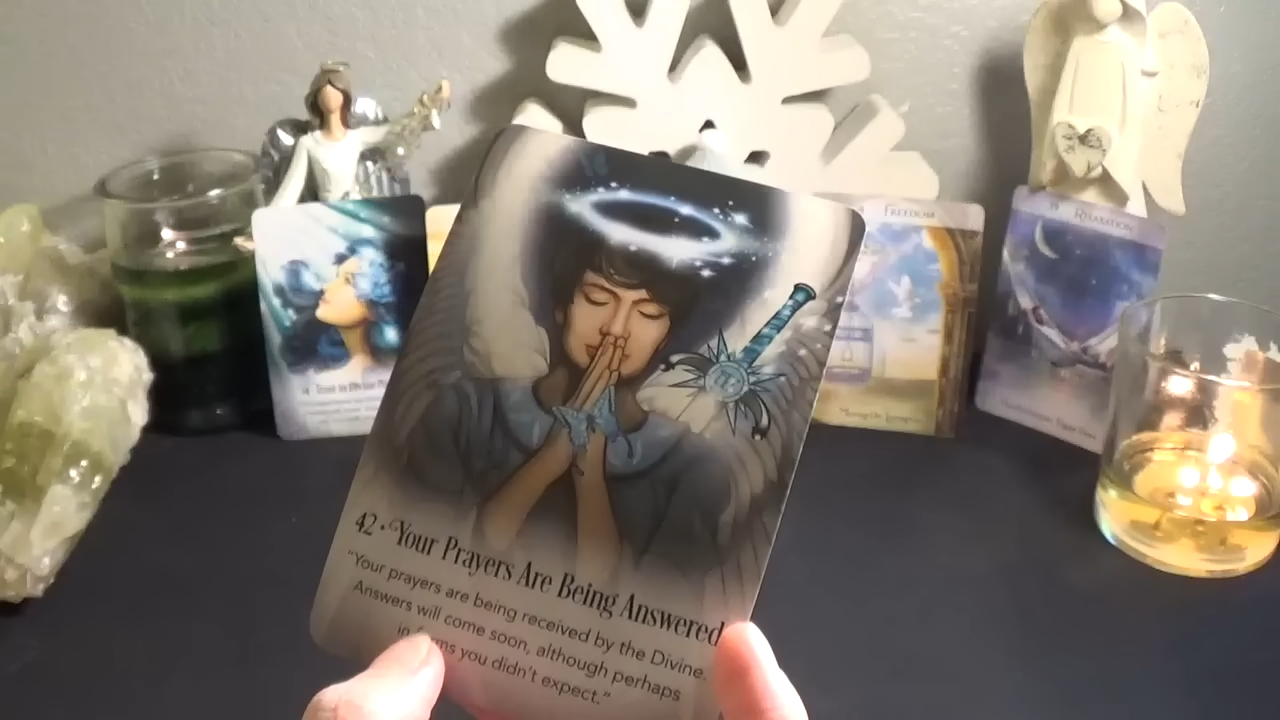 FREEDOM
19 RELAXATION
42 • Your Prayers Are Being Answered
"Your prayers are being received by the Divine.
Answers will come soon, although perhaps
in forms you didn't expect."